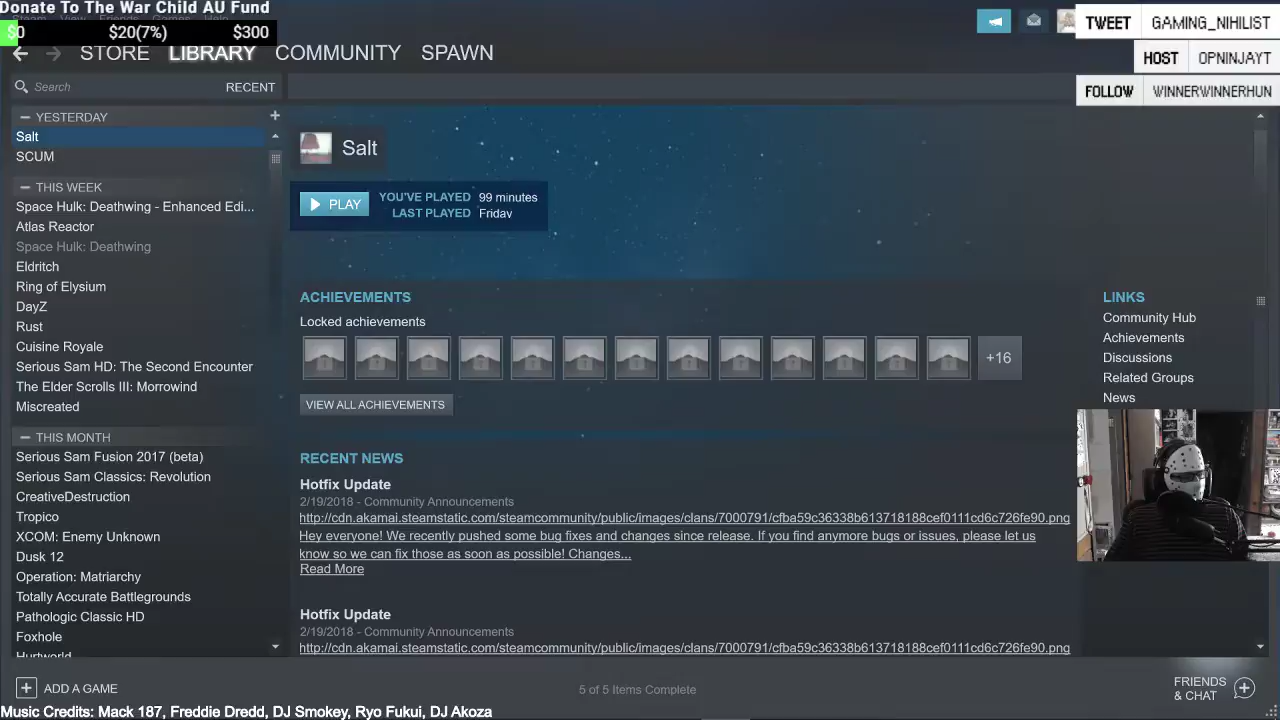 Donate To The War Child AU Fund
Steam View Friends Games Help
$0 $20(7%) $300
STORE LIBRARY COMMUNITY SPAWN
TWEET GAMING_NIHILIST
HOST OPNINJAYT
FOLLOW WINNERWINNERHUN
Search RECENT
YESTERDAY
Salt
SCUM
THIS WEEK
Space Hulk: Deathwing - Enhanced Edi...
Atlas Reactor
Space Hulk: Deathwing
Eldritch
Ring of Elysium
DayZ
Rust
Cuisine Royale
Serious Sam HD: The Second Encounter
The Elder Scrolls III: Morrowind
Miscreated
THIS MONTH
Serious Sam Fusion 2017 (beta)
Serious Sam Classics: Revolution
CreativeDestruction
Tropico
XCOM: Enemy Unknown
Dusk 12
Operation: Matriarchy
Totally Accurate Battlegrounds
Pathologic Classic HD
Foxhole
Hurtworld
Salt
PLAY
YOU'VE PLAYED 99 minutes
LAST PLAYED Friday
ACHIEVEMENTS
Locked achievements
+16
VIEW ALL ACHIEVEMENTS
LINKS
Community Hub
Achievements
Discussions
Related Groups
News
RECENT NEWS
Hotfix Update
2/19/2018 - Community Announcements
http://cdn.akamai.steamstatic.com/steamcommunity/public/images/clans/7000791/cfba59c36338b613718188cef0111cd6c726fe90.png
Hey everyone! We recently pushed some bug fixes and changes since release. If you find anymore bugs or issues, please let us
know so we can fix those as soon as possible! Changes...
Read More
Hotfix Update
2/19/2018 - Community Announcements
http://cdn.akamai.steamstatic.com/steamcommunity/public/images/clans/7000791/cfba59c36338b613718188cef0111cd6c726fe90.png
ADD A GAME
5 of 5 Items Complete
FRIENDS
& CHAT
Music Credits: Mack 187, Freddie Dredd, DJ Smokey, Ryo Fukui, DJ Akoza